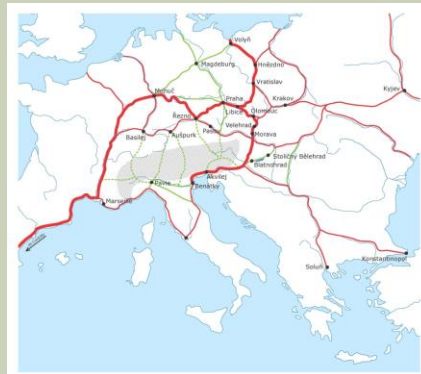 Volyň
Magdeburg
Hnězdno
Vratislav
Mohuč
Praha
Krakov
Kyjev
Libice
Olomouc
Řezno
Pasov
Velehrad
Basilej
Augšpurk
Morava
Stoličný Bělehrad
Blatnohrad
Akvilej
Pavie
Benátky
Marseille
Soluň
Konstantinopol